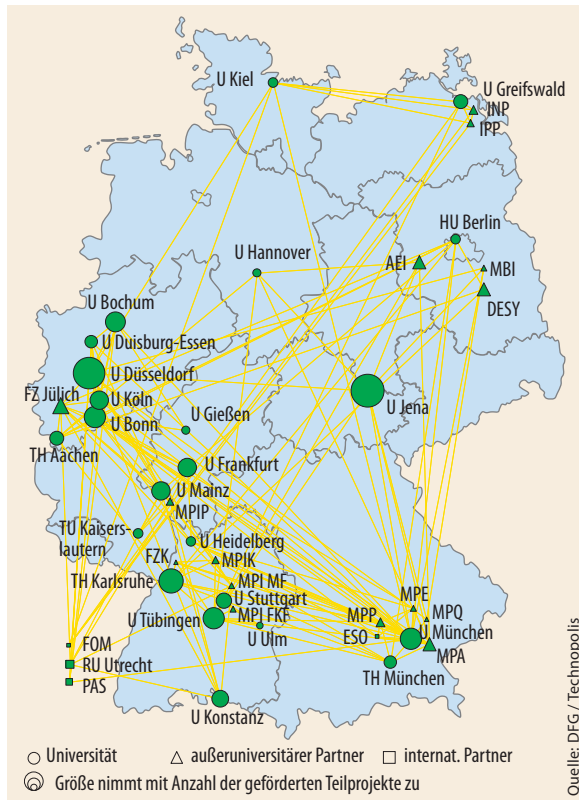 U Kiel
U Greifswald
INP
IPP
HU Berlin
U Hannover
AEI
MBI
DESY
U Bochum
U Duisburg-Essen
U Düsseldorf
FZ Jülich
U Köln
U Jena
U Gießen
U Bonn
TH Aachen
U Frankfurt
U Mainz
MPIP
TU Kaisers-
lautern
U Heidelberg
FZK
MPIK
TH Karlsruhe
MPI MF
U Stuttgart
MPI FKF
U Tübingen
U Ulm
MPE
MPQ
MPP
ESO
U München
MPA
TH München
FOM
RU Utrecht
PAS
U Konstanz
Universität
außeruniversitärer Partner
internat. Partner
Größe nimmt mit Anzahl der geförderten Teilprojekte zu
Quelle: DFG / Technopolis